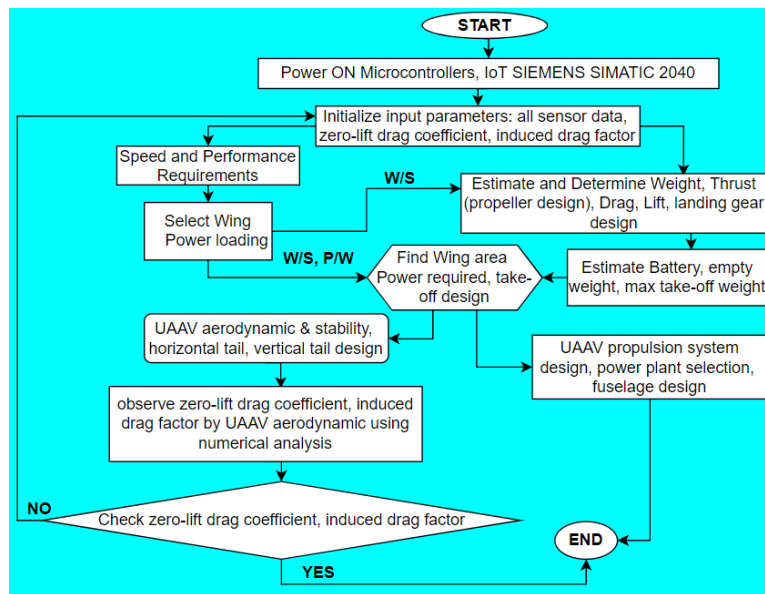 START
Power ON Microcontrollers, IoT SIEMENS SIMATIC 2040
Initialize input parameters: all sensor data,
zero-lift drag coefficient, induced drag factor
Speed and Performance
Requirements
W/S
Estimate and Determine Weight, Thrust
(propeller design), Drag, Lift, landing gear
design
Select Wing
Power loading
W/S, P/W
Find Wing area
Power required, take-
off design
Estimate Battery, empty
weight, max take-off weight
UAAV aerodynamic & stability,
horizontal tail, vertical tail design
UAAV propulsion system
design, power plant selection,
fuselage design
observe zero-lift drag coefficient, induced
drag factor by UAAV aerodynamic using
numerical analysis
NO
Check zero-lift drag coefficient, induced drag factor
END
YES